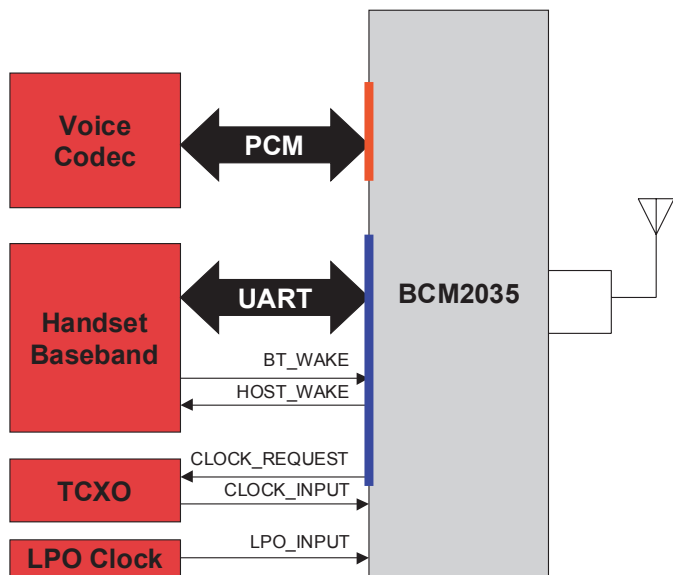 Voice
Codec
PCM
Handset
Baseband
UART
BCM2035
BT_WAKE
HOST_WAKE
CLOCK_REQUEST
TCXO
CLOCK_INPUT
LPO Clock
LPO_INPUT